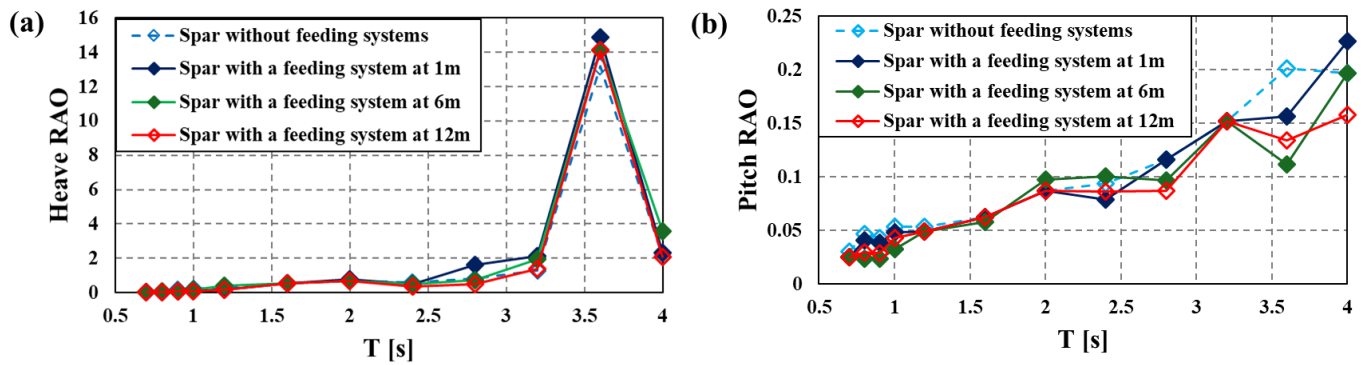 (a)
Heave RAO
16
14
12
10
8
6
4
2
0
Spar without feeding systems
Spar with a feeding system at 1m
Spar with a feeding system at 6m
Spar with a feeding system at 12m
0.5 1 1.5 2 2.5 3 3.5 4
T [s]
(b)
Pitch RAO
0.25
0.2
0.15
0.1
0.05
0
Spar without feeding systems
Spar with a feeding system at 1m
Spar with a feeding system at 6m
Spar with a feeding system at 12m
0.5 1 1.5 2 2.5 3 3.5 4
T [s]